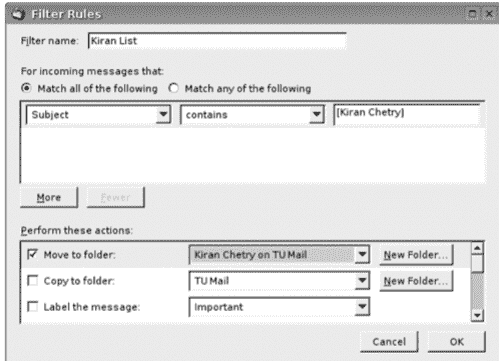 Filter Rules
Filter name: Kiran List
For incoming messages that:
Match all of the following Match any of the following
Subject contains [Kiran Chetry]
More Fewer
Perform these actions:
Move to folder: Kiran Chetry on TU Mail New Folder...
Copy to folder: TU Mail New Folder...
Label the message: Important
Cancel OK